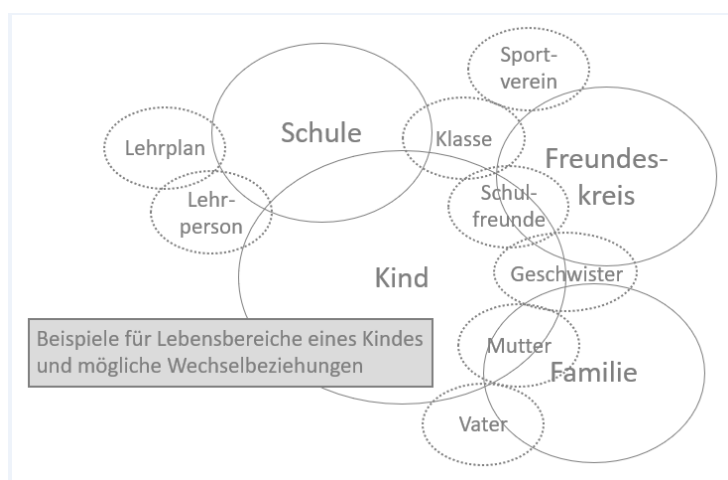 Sport-
verein
Schule
Klasse
Lehrplan
Freundes-
kreis
Schul-
freunde
Lehr-
person
Kind
Geschwister
Beispiele für Lebensbereiche eines Kindes
und mögliche Wechselbeziehungen
Mutter
Familie
Vater